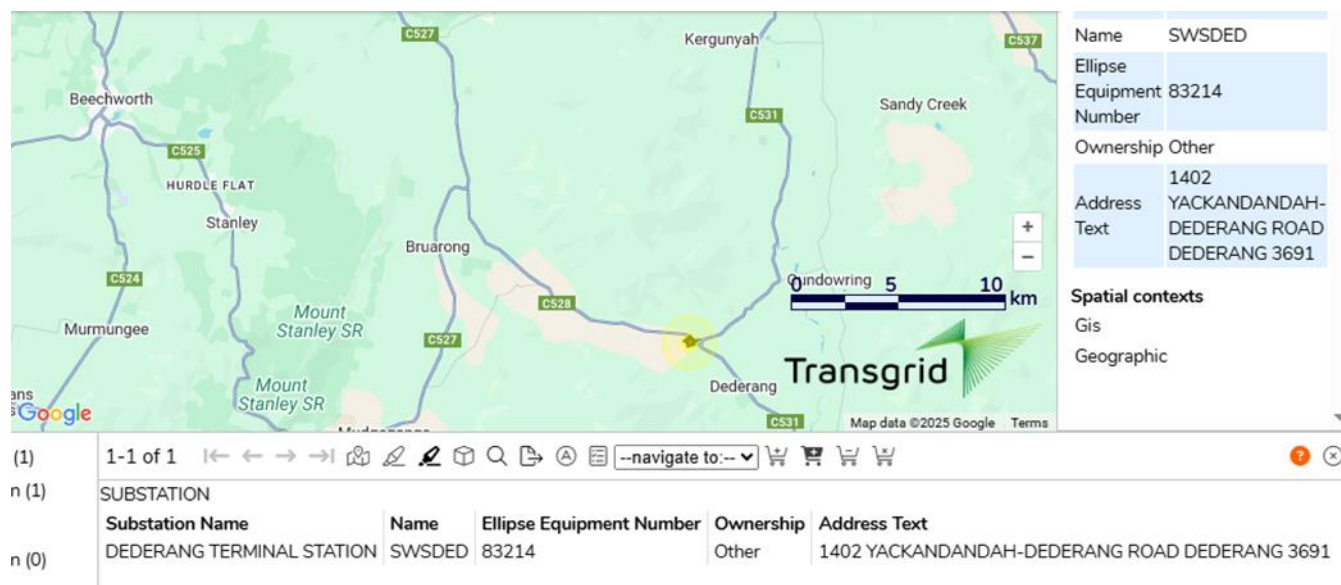 C527
Kergunyah
C537
Beechworth
Sandy Creek
C531
C525
HURDLE FLAT
Stanley
Bruarong
C524
Gundowring
0 5 10 km
C528
Mount
Stanley SR
Murmungee
C527
Transgrid
Mount
Stanley SR
Dederang
ans
Google
C531
Map data ©2025 Google Terms
+
−
Name SWSDED
Ellipse
Equipment 83214
Number
Ownership Other
1402
Address YACKANDANDAH-
Text DEDERANG ROAD
DEDERANG 3691
Spatial contexts
Gis
Geographic
(1)
1-1 of 1 --navigate to:-- ?
n (1)
SUBSTATION
Substation Name Name Ellipse Equipment Number Ownership Address Text
DEDERANG TERMINAL STATION SWSDED 83214 Other 1402 YACKANDANDAH-DEDERANG ROAD DEDERANG 3691
n (0)